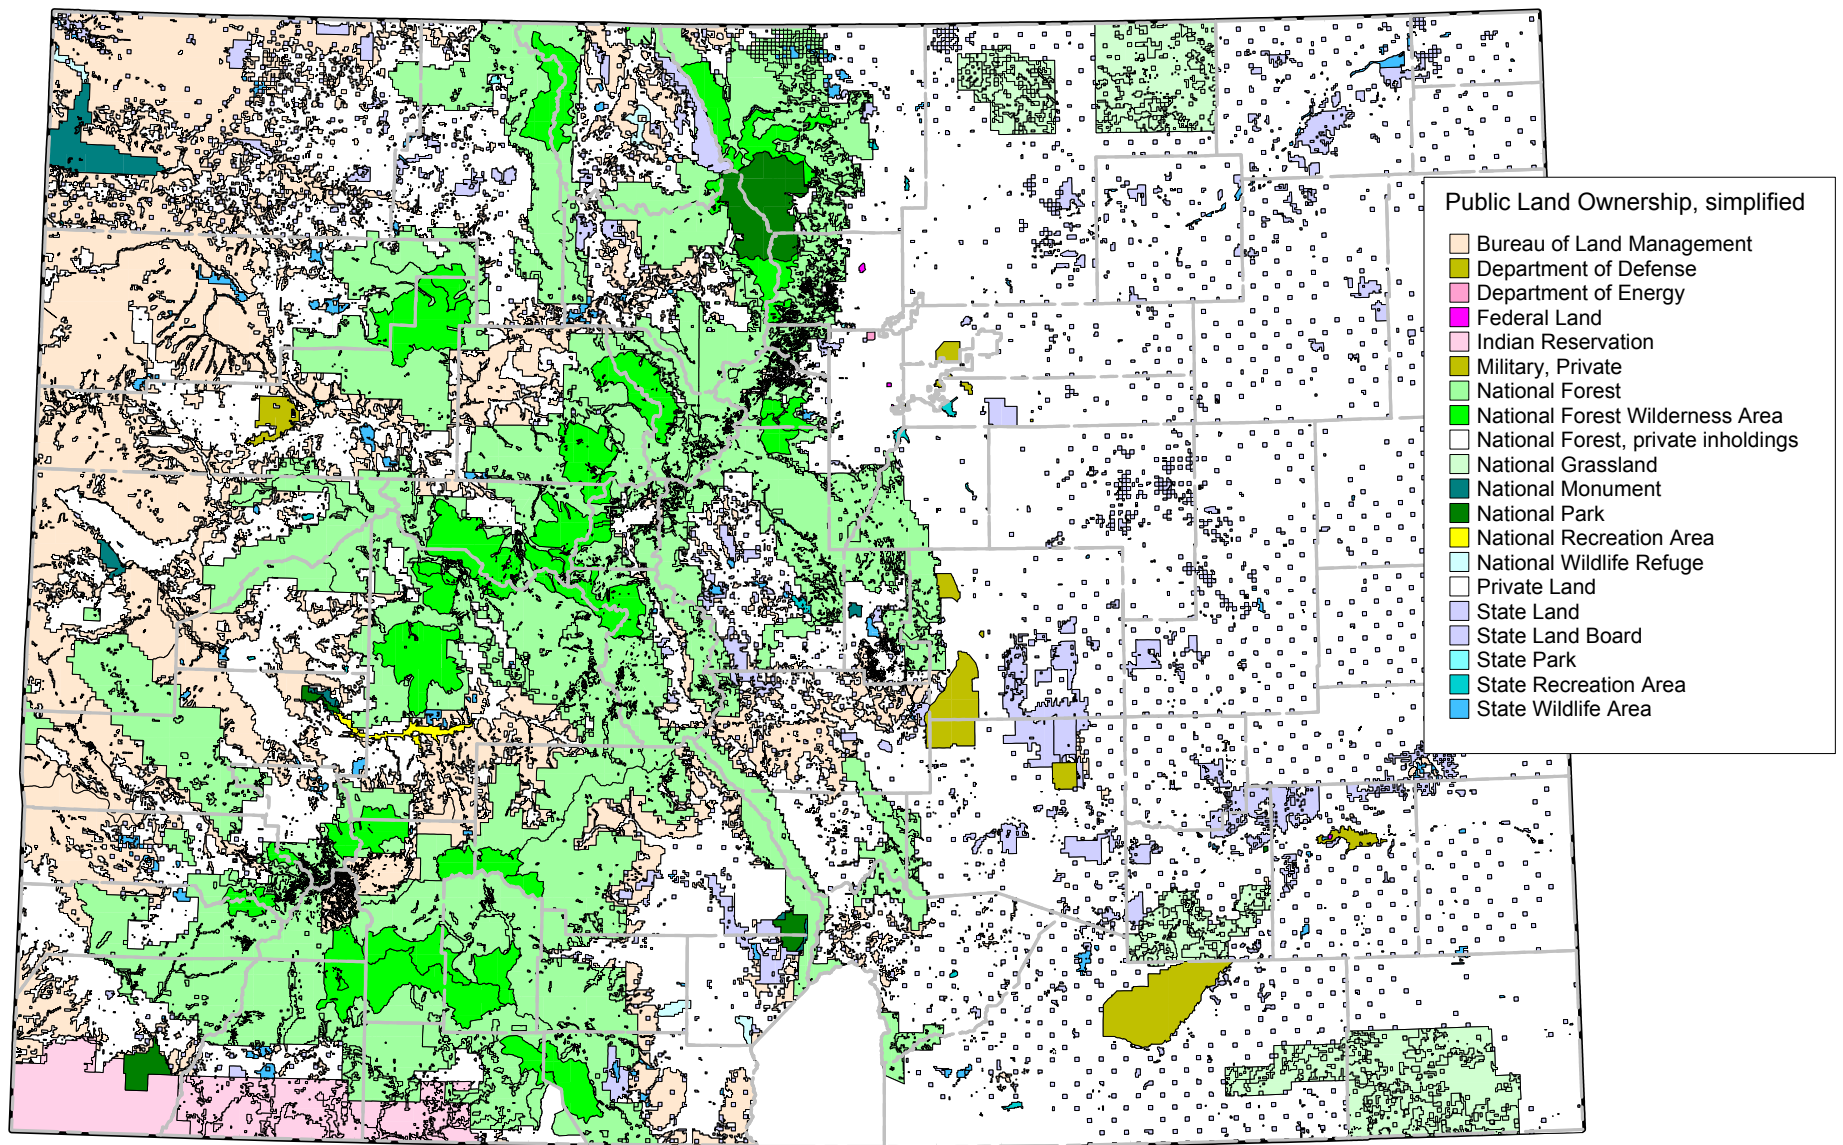 Public Land Ownership, simplified
Bureau of Land Management
Department of Defense
Department of Energy
Federal Land
Indian Reservation
Military, Private
National Forest
National Forest Wilderness Area
National Forest, private inholdings
National Grassland
National Monument
National Park
National Recreation Area
National Wildlife Refuge
Private Land
State Land
State Land Board
State Park
State Recreation Area
State Wildlife Area